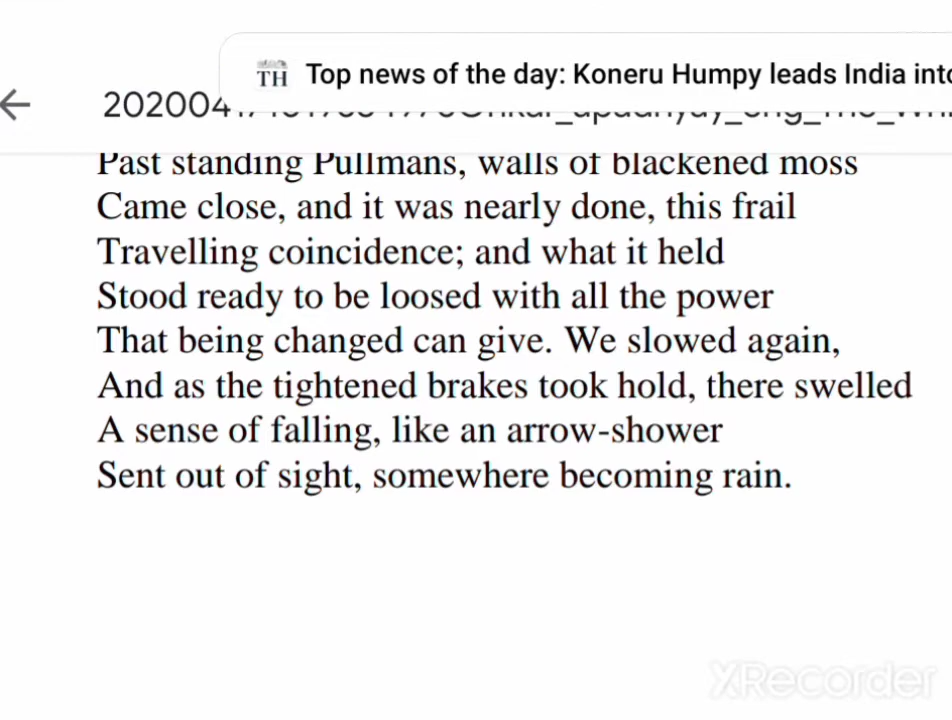 TH Top news of the day: Koneru Humpy leads India into
Past standing Pullmans, walls of blackened moss
Came close, and it was nearly done, this frail
Travelling coincidence; and what it held
Stood ready to be loosed with all the power
That being changed can give. We slowed again,
And as the tightened brakes took hold, there swelled
A sense of falling, like an arrow-shower
Sent out of sight, somewhere becoming rain.
XRecorder